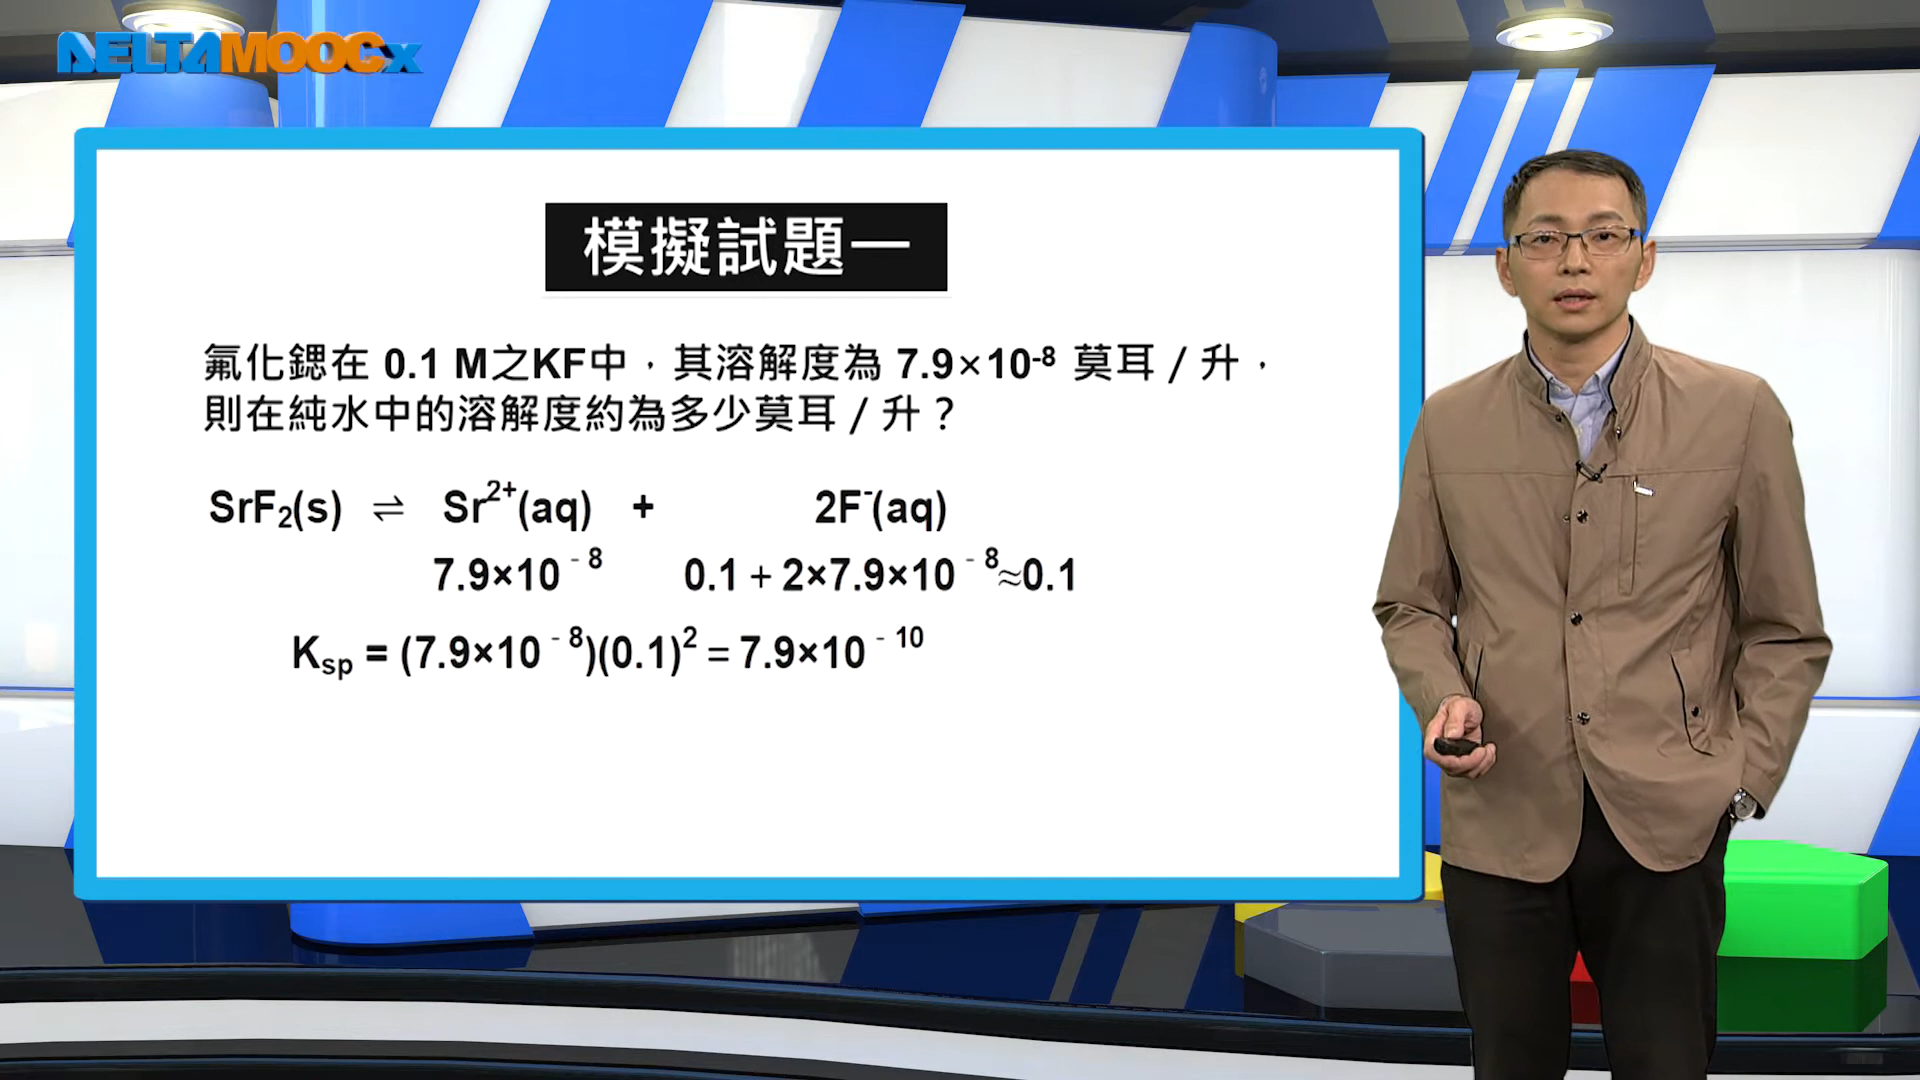 DELTAMOOCx
模擬試題一
氟化鍶在 0.1 M之KF中，其溶解度為 7.9×10⁻⁸ 莫耳 / 升，
則在純水中的溶解度約為多少莫耳 / 升？
SrF₂(s) ⇌ Sr²⁺(aq) + 2F⁻(aq)
7.9×10⁻⁸ 0.1 + 2×7.9×10⁻⁸≈0.1
Kₛₚ = (7.9×10⁻⁸)(0.1)² = 7.9×10⁻¹⁰